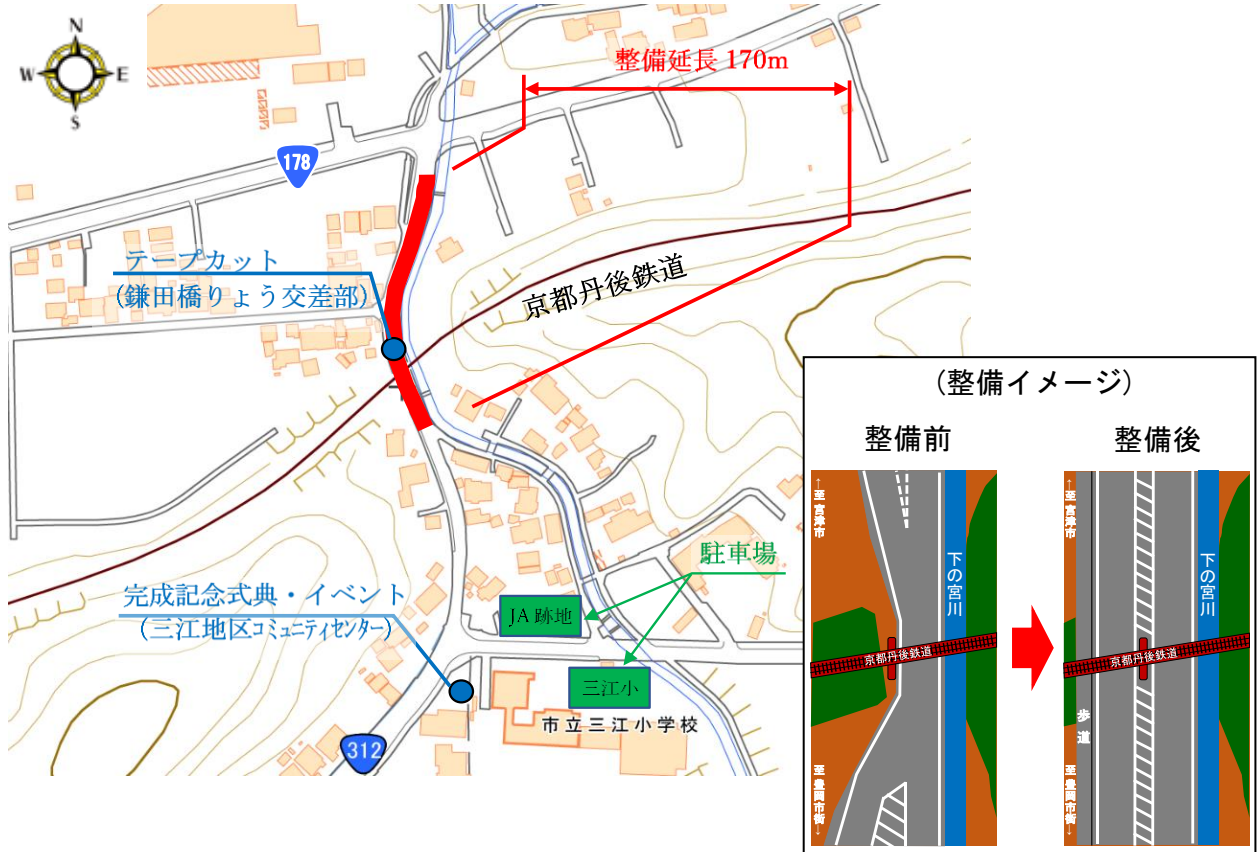 N
W
E
S
整備延長 170m
178
テープカット
(鎌田橋りょう交差部)
京都丹後鉄道
(整備イメージ)
整備前
整備後
↑至 宮津市
下の宮川
京都丹後鉄道
至 豊岡市街↓
↑至 宮津市
下の宮川
京都丹後鉄道
歩道
至 豊岡市街↓
駐車場
完成記念式典・イベント
(三江地区コミュニティセンター)
JA 跡地
三江小
市立三江小学校
312